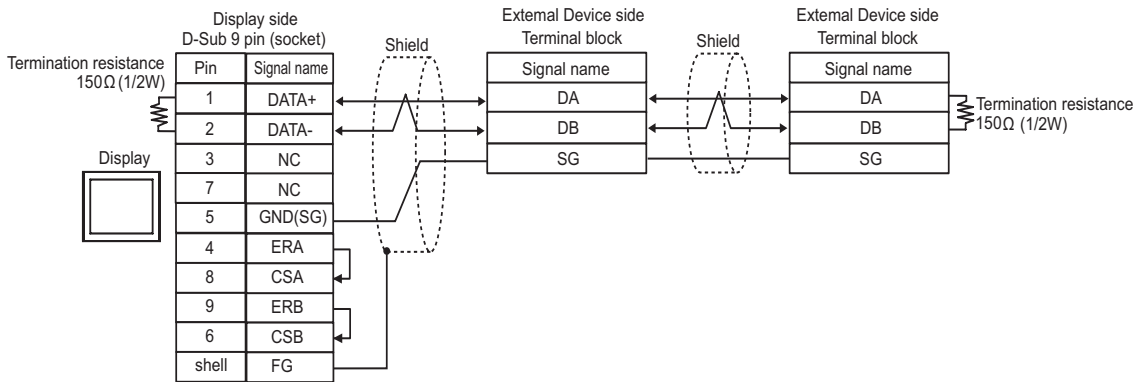 Display side
D-Sub 9 pin (socket)
Termination resistance
150Ω (1/2W)
Pin Signal name
1 DATA+
2 DATA-
3 NC
7 NC
5 GND(SG)
4 ERA
8 CSA
9 ERB
6 CSB
shell FG
Display
Shield
External Device side
Terminal block
Signal name
DA
DB
SG
Shield
External Device side
Terminal block
Signal name
DA
DB
SG
Termination resistance
150Ω (1/2W)